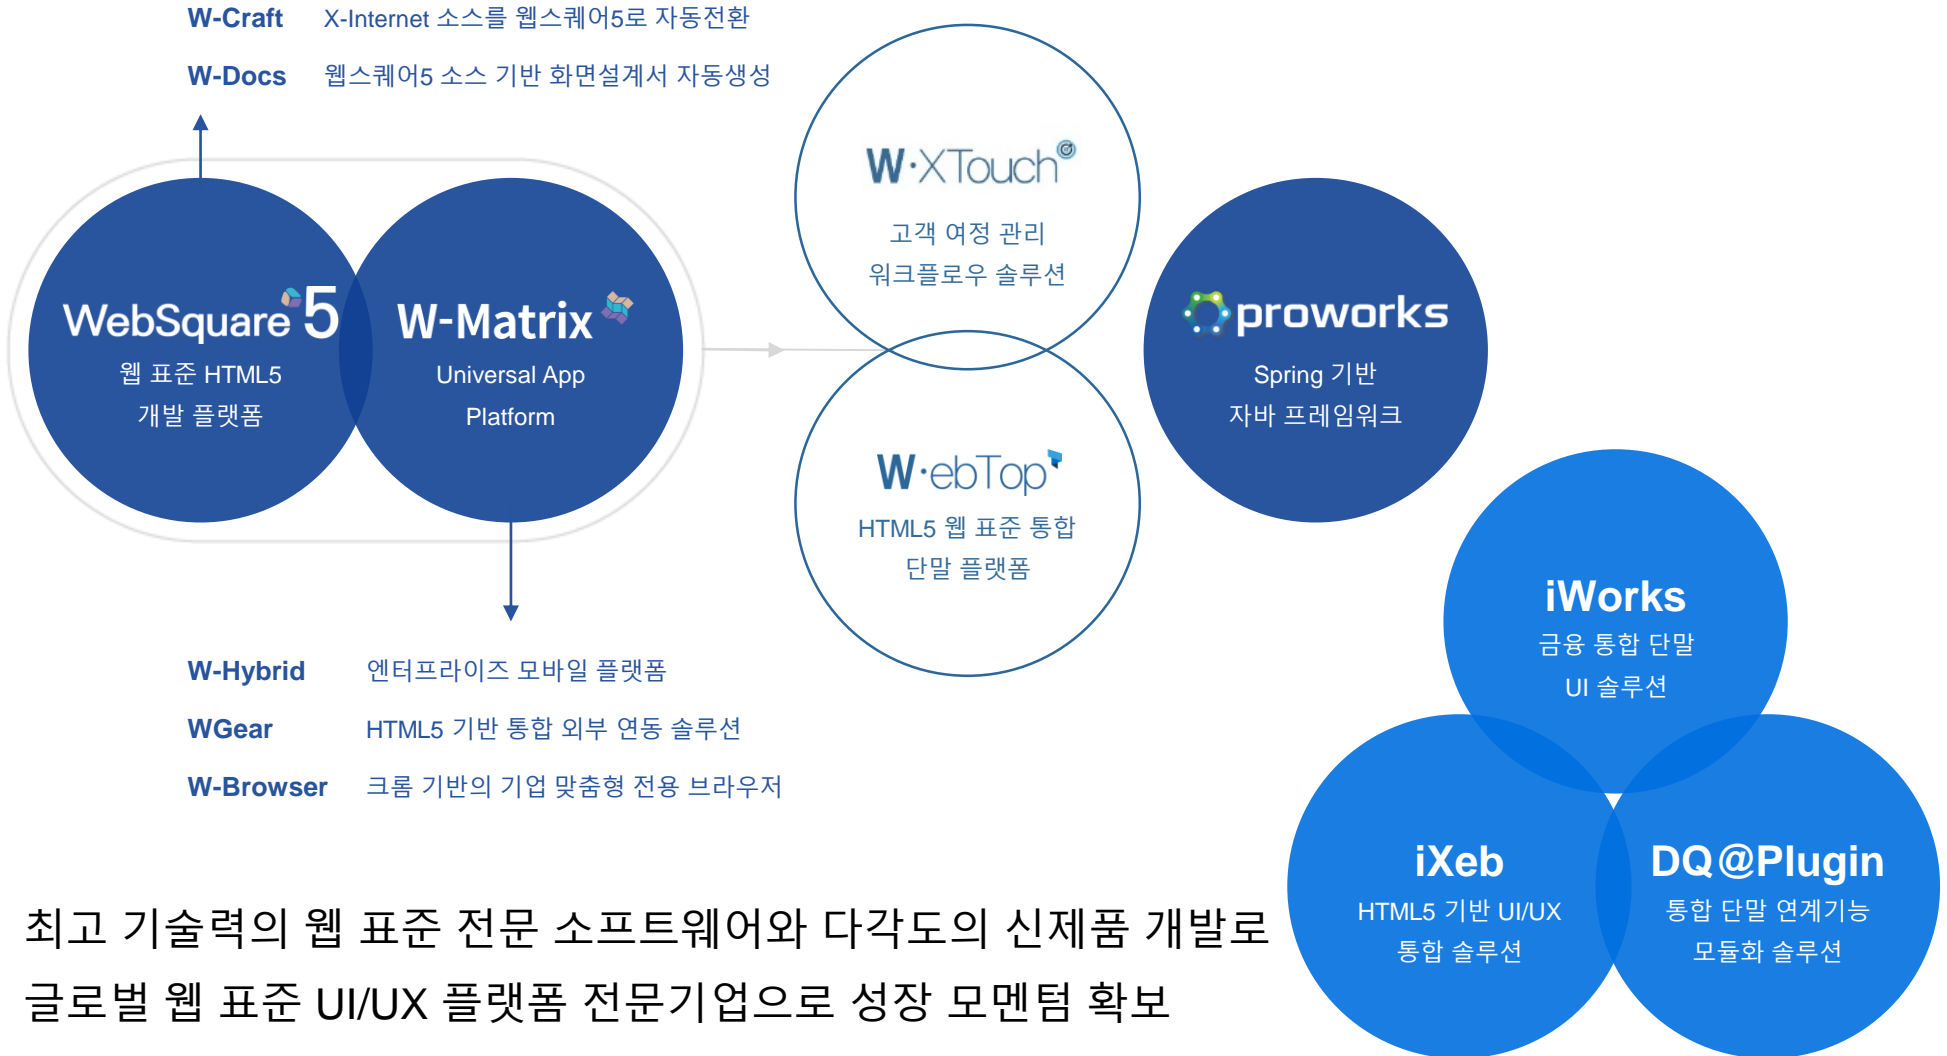 W-Craft X-Internet 소스를 웹스퀘어5로 자동전환
W-Docs 웹스퀘어5 소스 기반 화면설계서 자동생성
WebSquare 5
웹 표준 HTML5
개발 플랫폼
W-Matrix
Universal App
Platform
W-Hybrid 엔터프라이즈 모바일 플랫폼
WGear HTML5 기반 통합 외부 연동 솔루션
W-Browser 크롬 기반의 기업 맞춤형 전용 브라우저
W·XTouch
고객 여정 관리
워크플로우 솔루션
W·ebTop
HTML5 웹 표준 통합
단말 플랫폼
proworks
Spring 기반
자바 프레임워크
iWorks
금융 통합 단말
UI 솔루션
iXeb
HTML5 기반 UI/UX
통합 솔루션
DQ@Plugin
통합 단말 연계기능
모듈화 솔루션
최고 기술력의 웹 표준 전문 소프트웨어와 다각도의 신제품 개발로
글로벌 웹 표준 UI/UX 플랫폼 전문기업으로 성장 모멘텀 확보